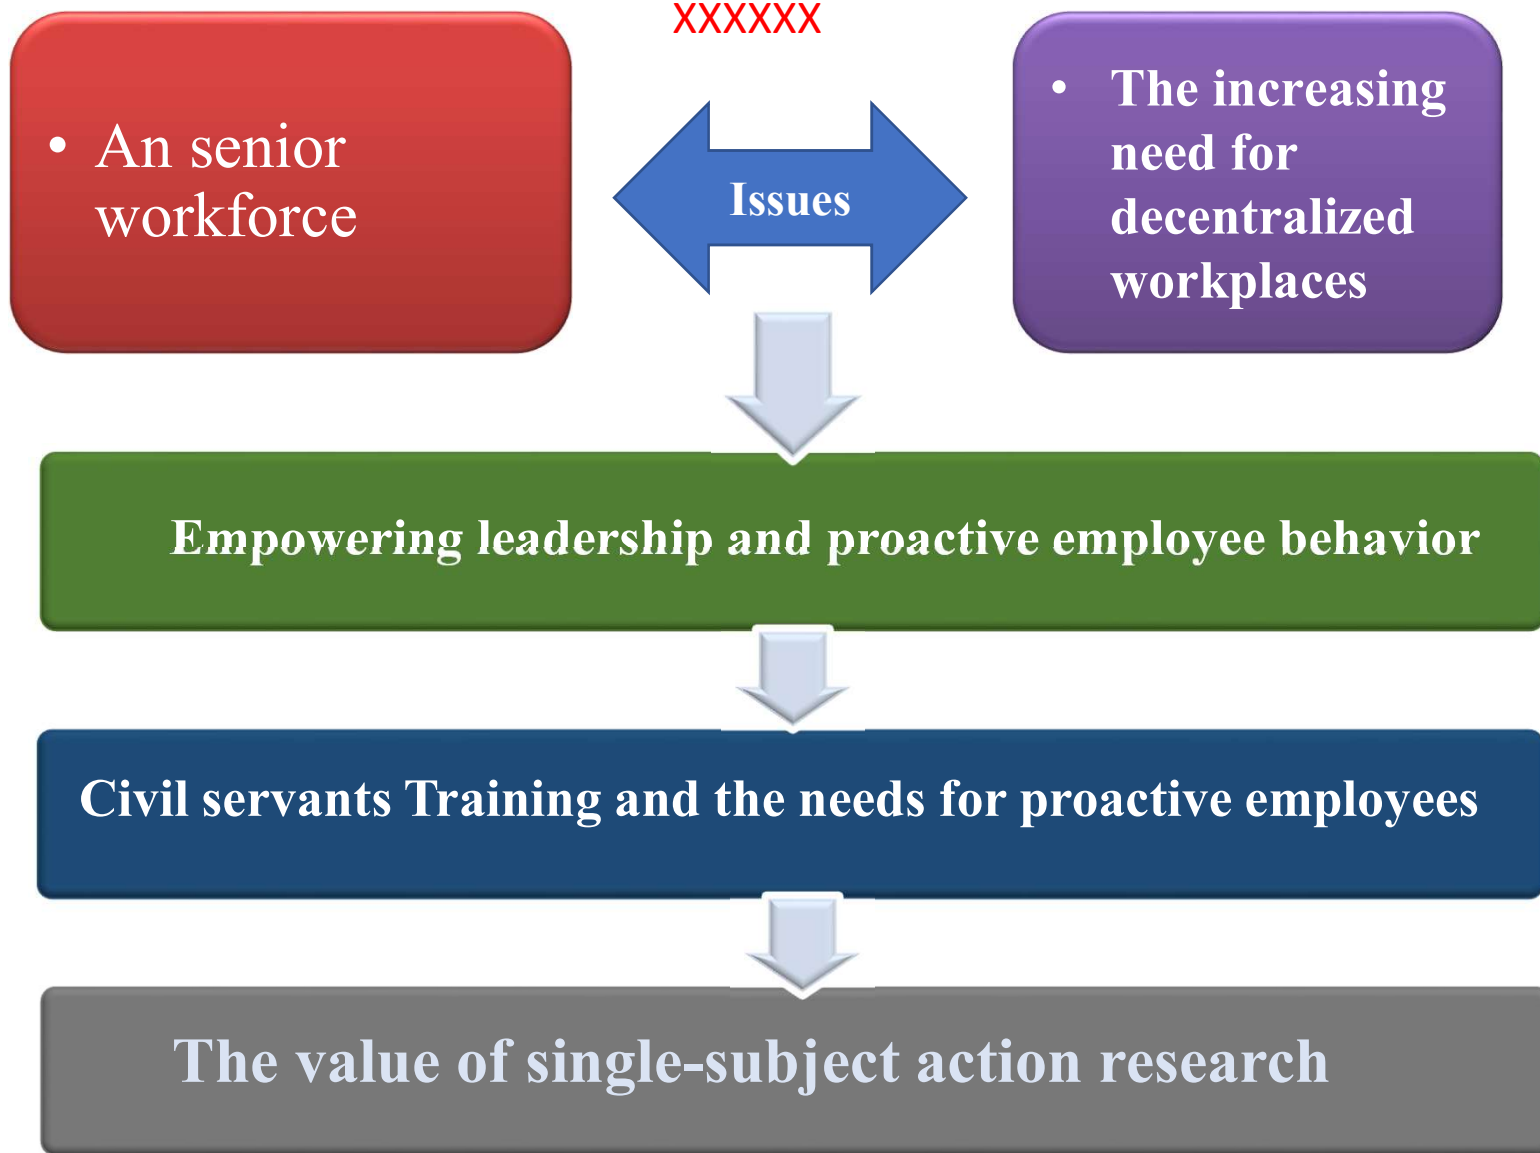 XXXXXX
• An senior
workforce
Issues
• The increasing
need for
decentralized
workplaces
Empowering leadership and proactive employee behavior
Civil servants Training and the needs for proactive employees
The value of single-subject action research